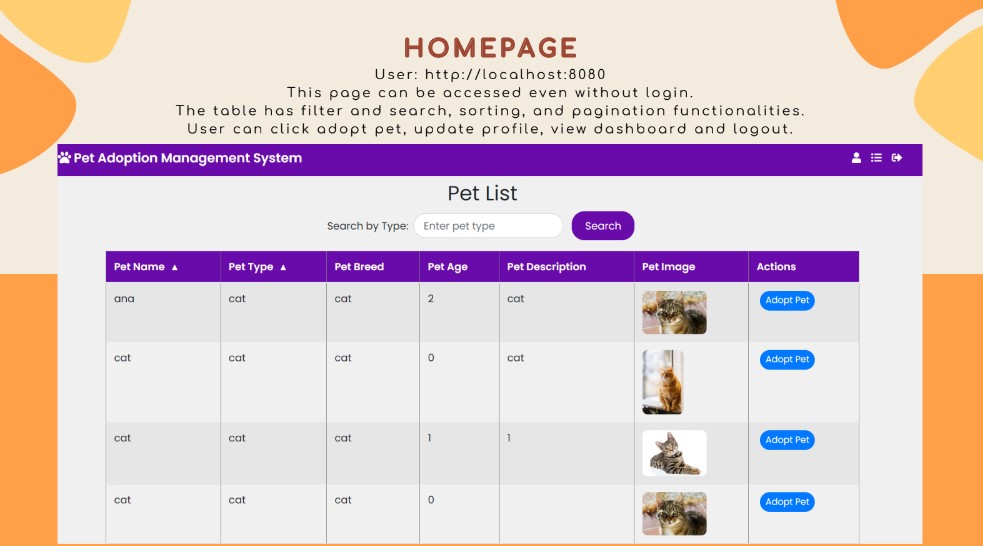 HOMEPAGE
User: http://localhost:8080
This page can be accessed even without login.
The table has filter and search, sorting, and pagination functionalities.
User can click adopt pet, update profile, view dashboard and logout.
Pet Adoption Management System
Pet List
Search by Type: Enter pet type Search
Pet Name ▲ Pet Type ▲ Pet Breed Pet Age Pet Description Pet Image Actions
ana cat cat 2 cat Adopt Pet
cat cat cat 0 cat Adopt Pet
cat cat cat 1 1 Adopt Pet
cat cat cat 0 Adopt Pet